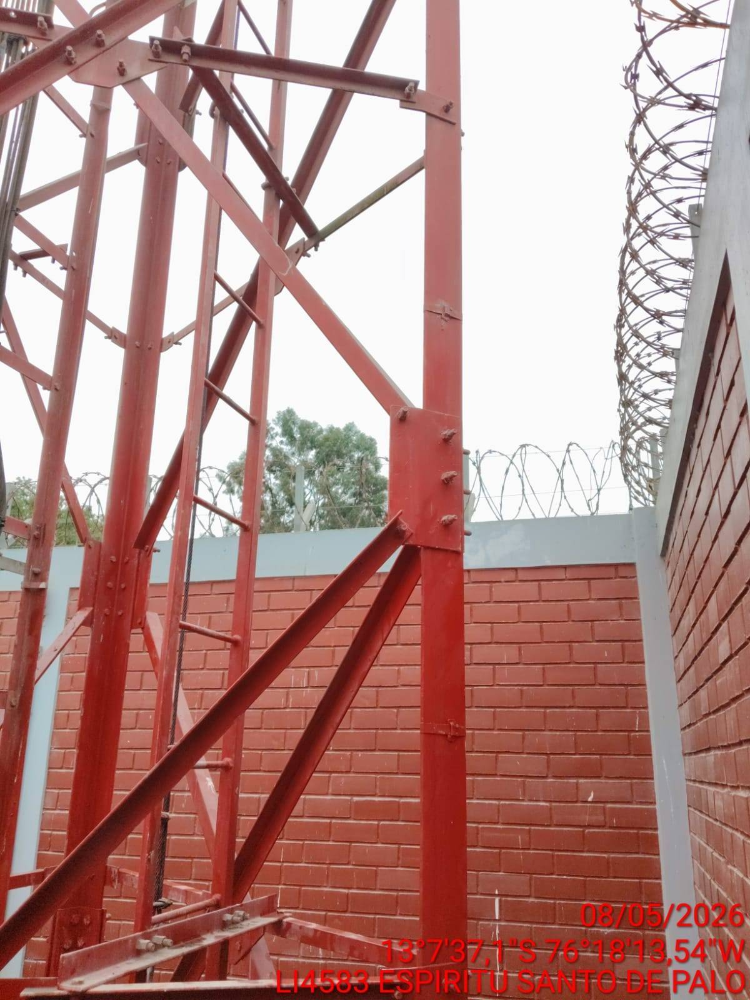 08/05/2026
13°7'37,1"S 76°18'13,54"W
LI4583 ESPIRITU SANTO DE PALO